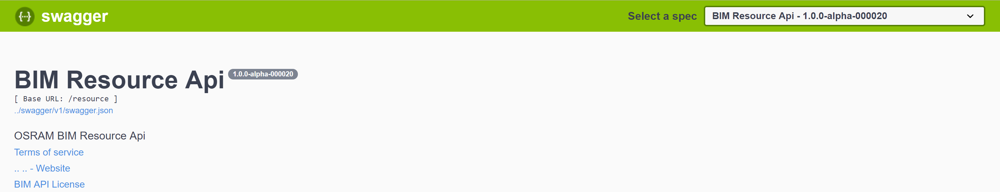 {···} swagger
Select a spec
BIM Resource Api - 1.0.0-alpha-000020
BIM Resource Api 1.0.0-alpha-000020
[ Base URL: /resource ]
../swagger/v1/swagger.json
OSRAM BIM Resource Api
Terms of service
.. .. - Website
BIM API License